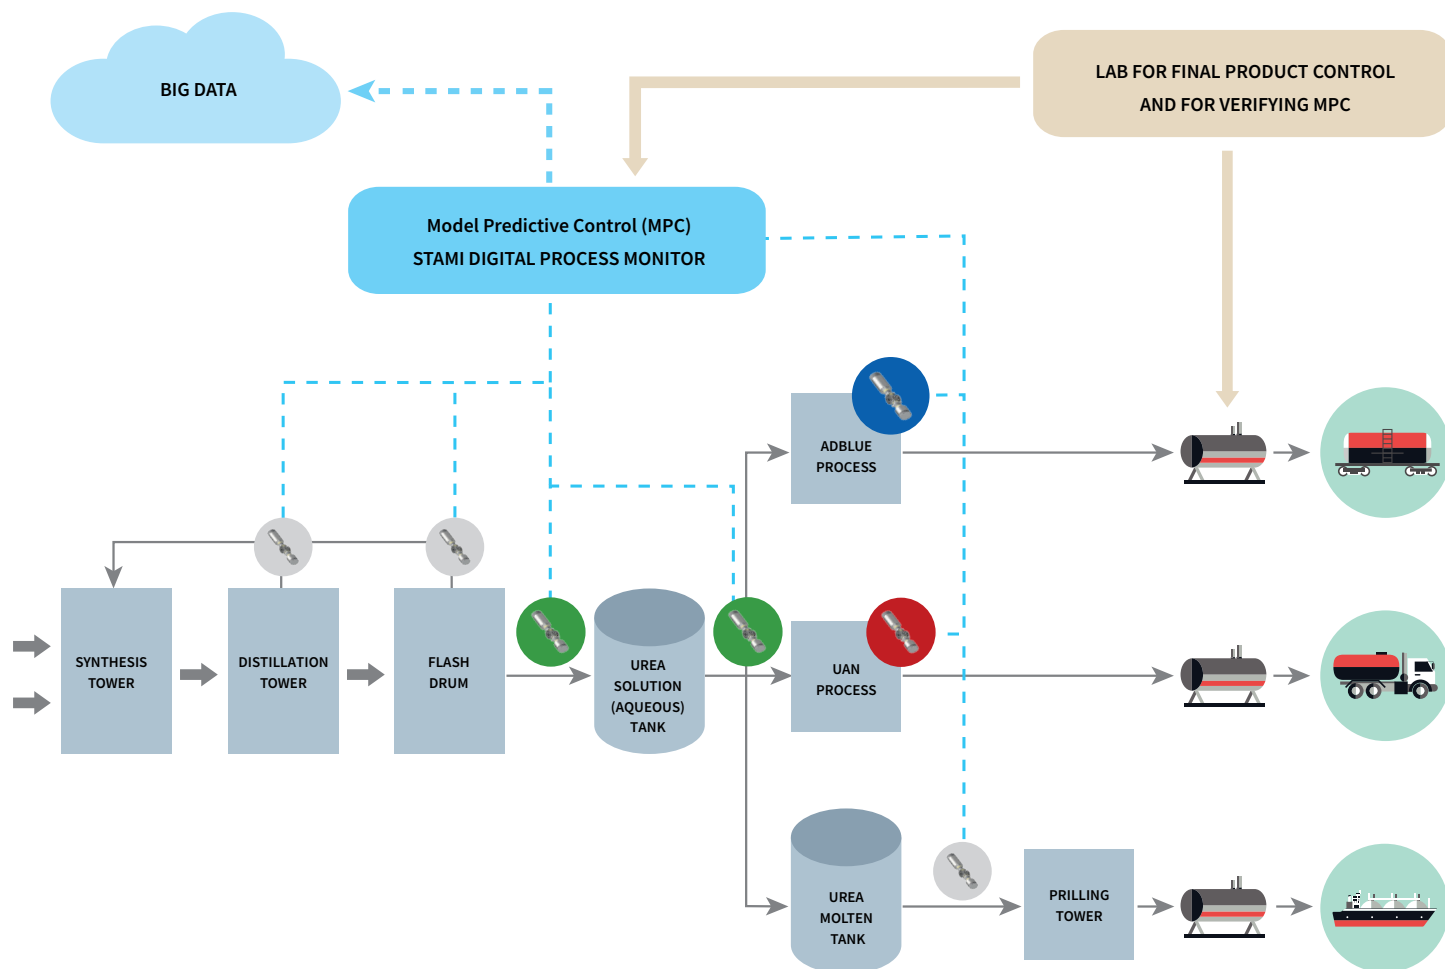 BIG DATA
LAB FOR FINAL PRODUCT CONTROL
AND FOR VERIFYING MPC
Model Predictive Control (MPC)
STAMI DIGITAL PROCESS MONITOR
ADBLUE
PROCESS
SYNTHESIS
TOWER
DISTILLATION
TOWER
FLASH
DRUM
UREA
SOLUTION
(AQUEOUS)
TANK
UAN
PROCESS
UREA
MOLTEN
TANK
PRILLING
TOWER